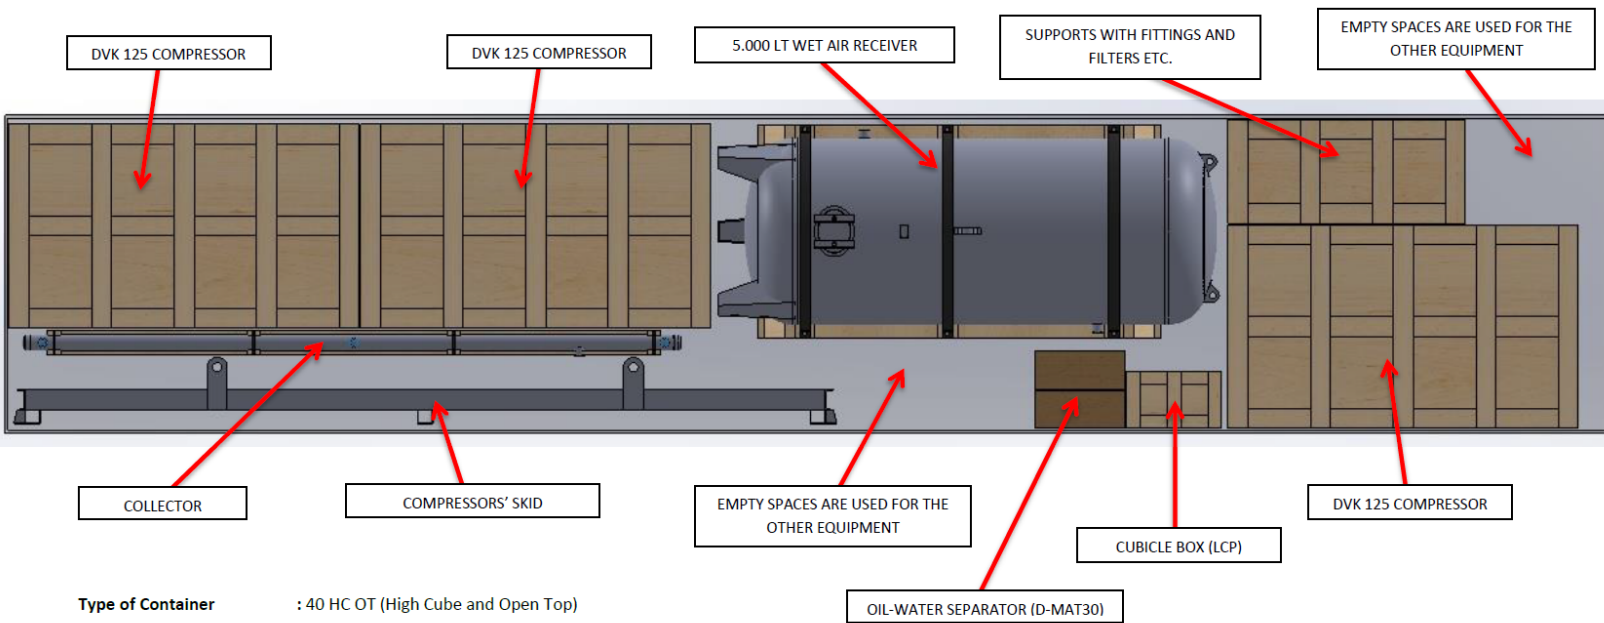 DVK 125 COMPRESSOR
DVK 125 COMPRESSOR
5.000 LT WET AIR RECEIVER
SUPPORTS WITH FITTINGS AND
FILTERS ETC.
EMPTY SPACES ARE USED FOR THE
OTHER EQUIPMENT
COLLECTOR
COMPRESSORS' SKID
EMPTY SPACES ARE USED FOR THE
OTHER EQUIPMENT
DVK 125 COMPRESSOR
CUBICLE BOX (LCP)
OIL-WATER SEPARATOR (D-MAT30)
Type of Container : 40 HC OT (High Cube and Open Top)